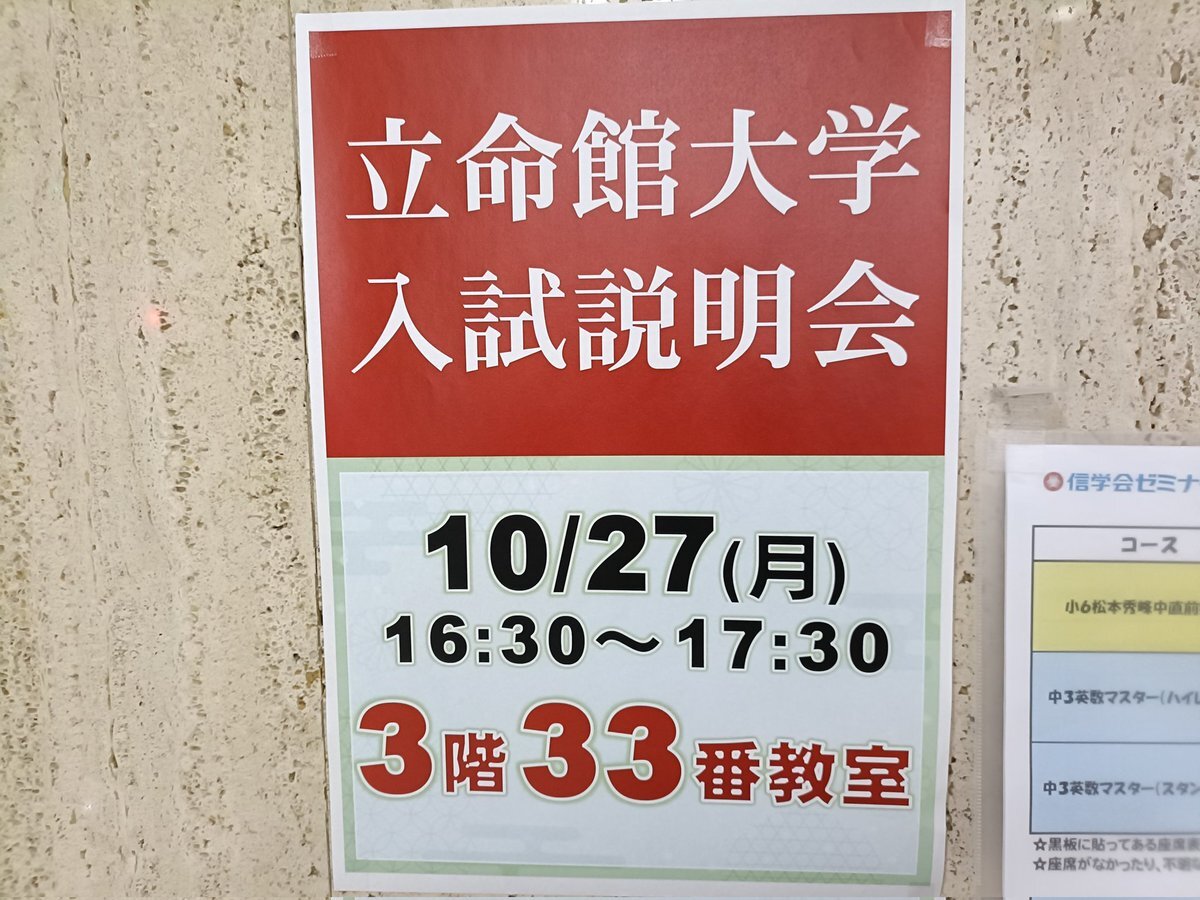 立命館大学
入試説明会
10/27(月)
16:30～17:30
3階33番教室
信学会ゼミナ
コース
小6松本秀峰中直前
中3英数マスター(ハイレ
中3英数マスター(スタン
☆黒板に貼ってある座席表
☆座席がなかったり、不明